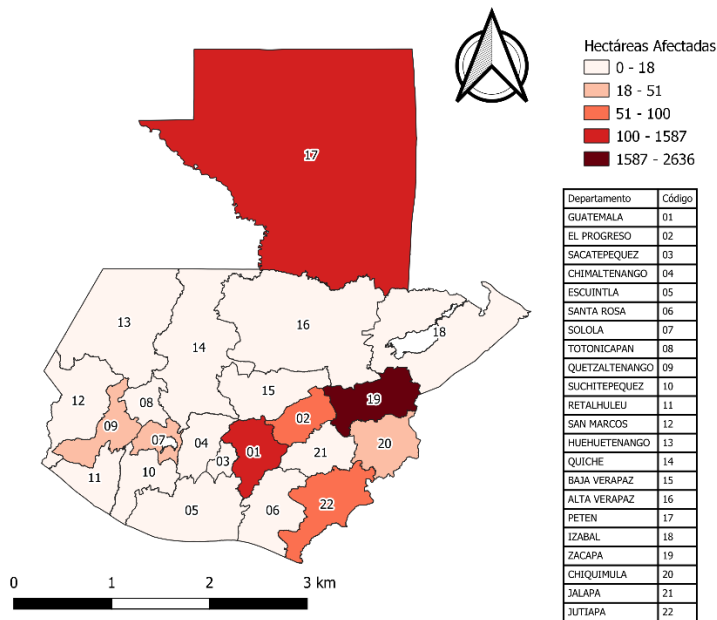 Hectáreas Afectadas
0 - 18
18 - 51
51 - 100
100 - 1587
1587 - 2636
17
13
14
16
18
12
08
15
02
19
09
07
04
01
20
21
03
11
10
05
06
22
0 1 2 3 km
Departamento Código
GUATEMALA 01
EL PROGRESO 02
SACATEPEQUEZ 03
CHIMALTENANGO 04
ESCUINTLA 05
SANTA ROSA 06
SOLOLA 07
TOTONICAPAN 08
QUETZALTENANGO 09
SUCHITEPEQUEZ 10
RETALHULEU 11
SAN MARCOS 12
HUEHUETENANGO 13
QUICHE 14
BAJA VERAPAZ 15
ALTA VERAPAZ 16
PETEN 17
IZABAL 18
ZACAPA 19
CHIQUIMULA 20
JALAPA 21
JUTIAPA 22